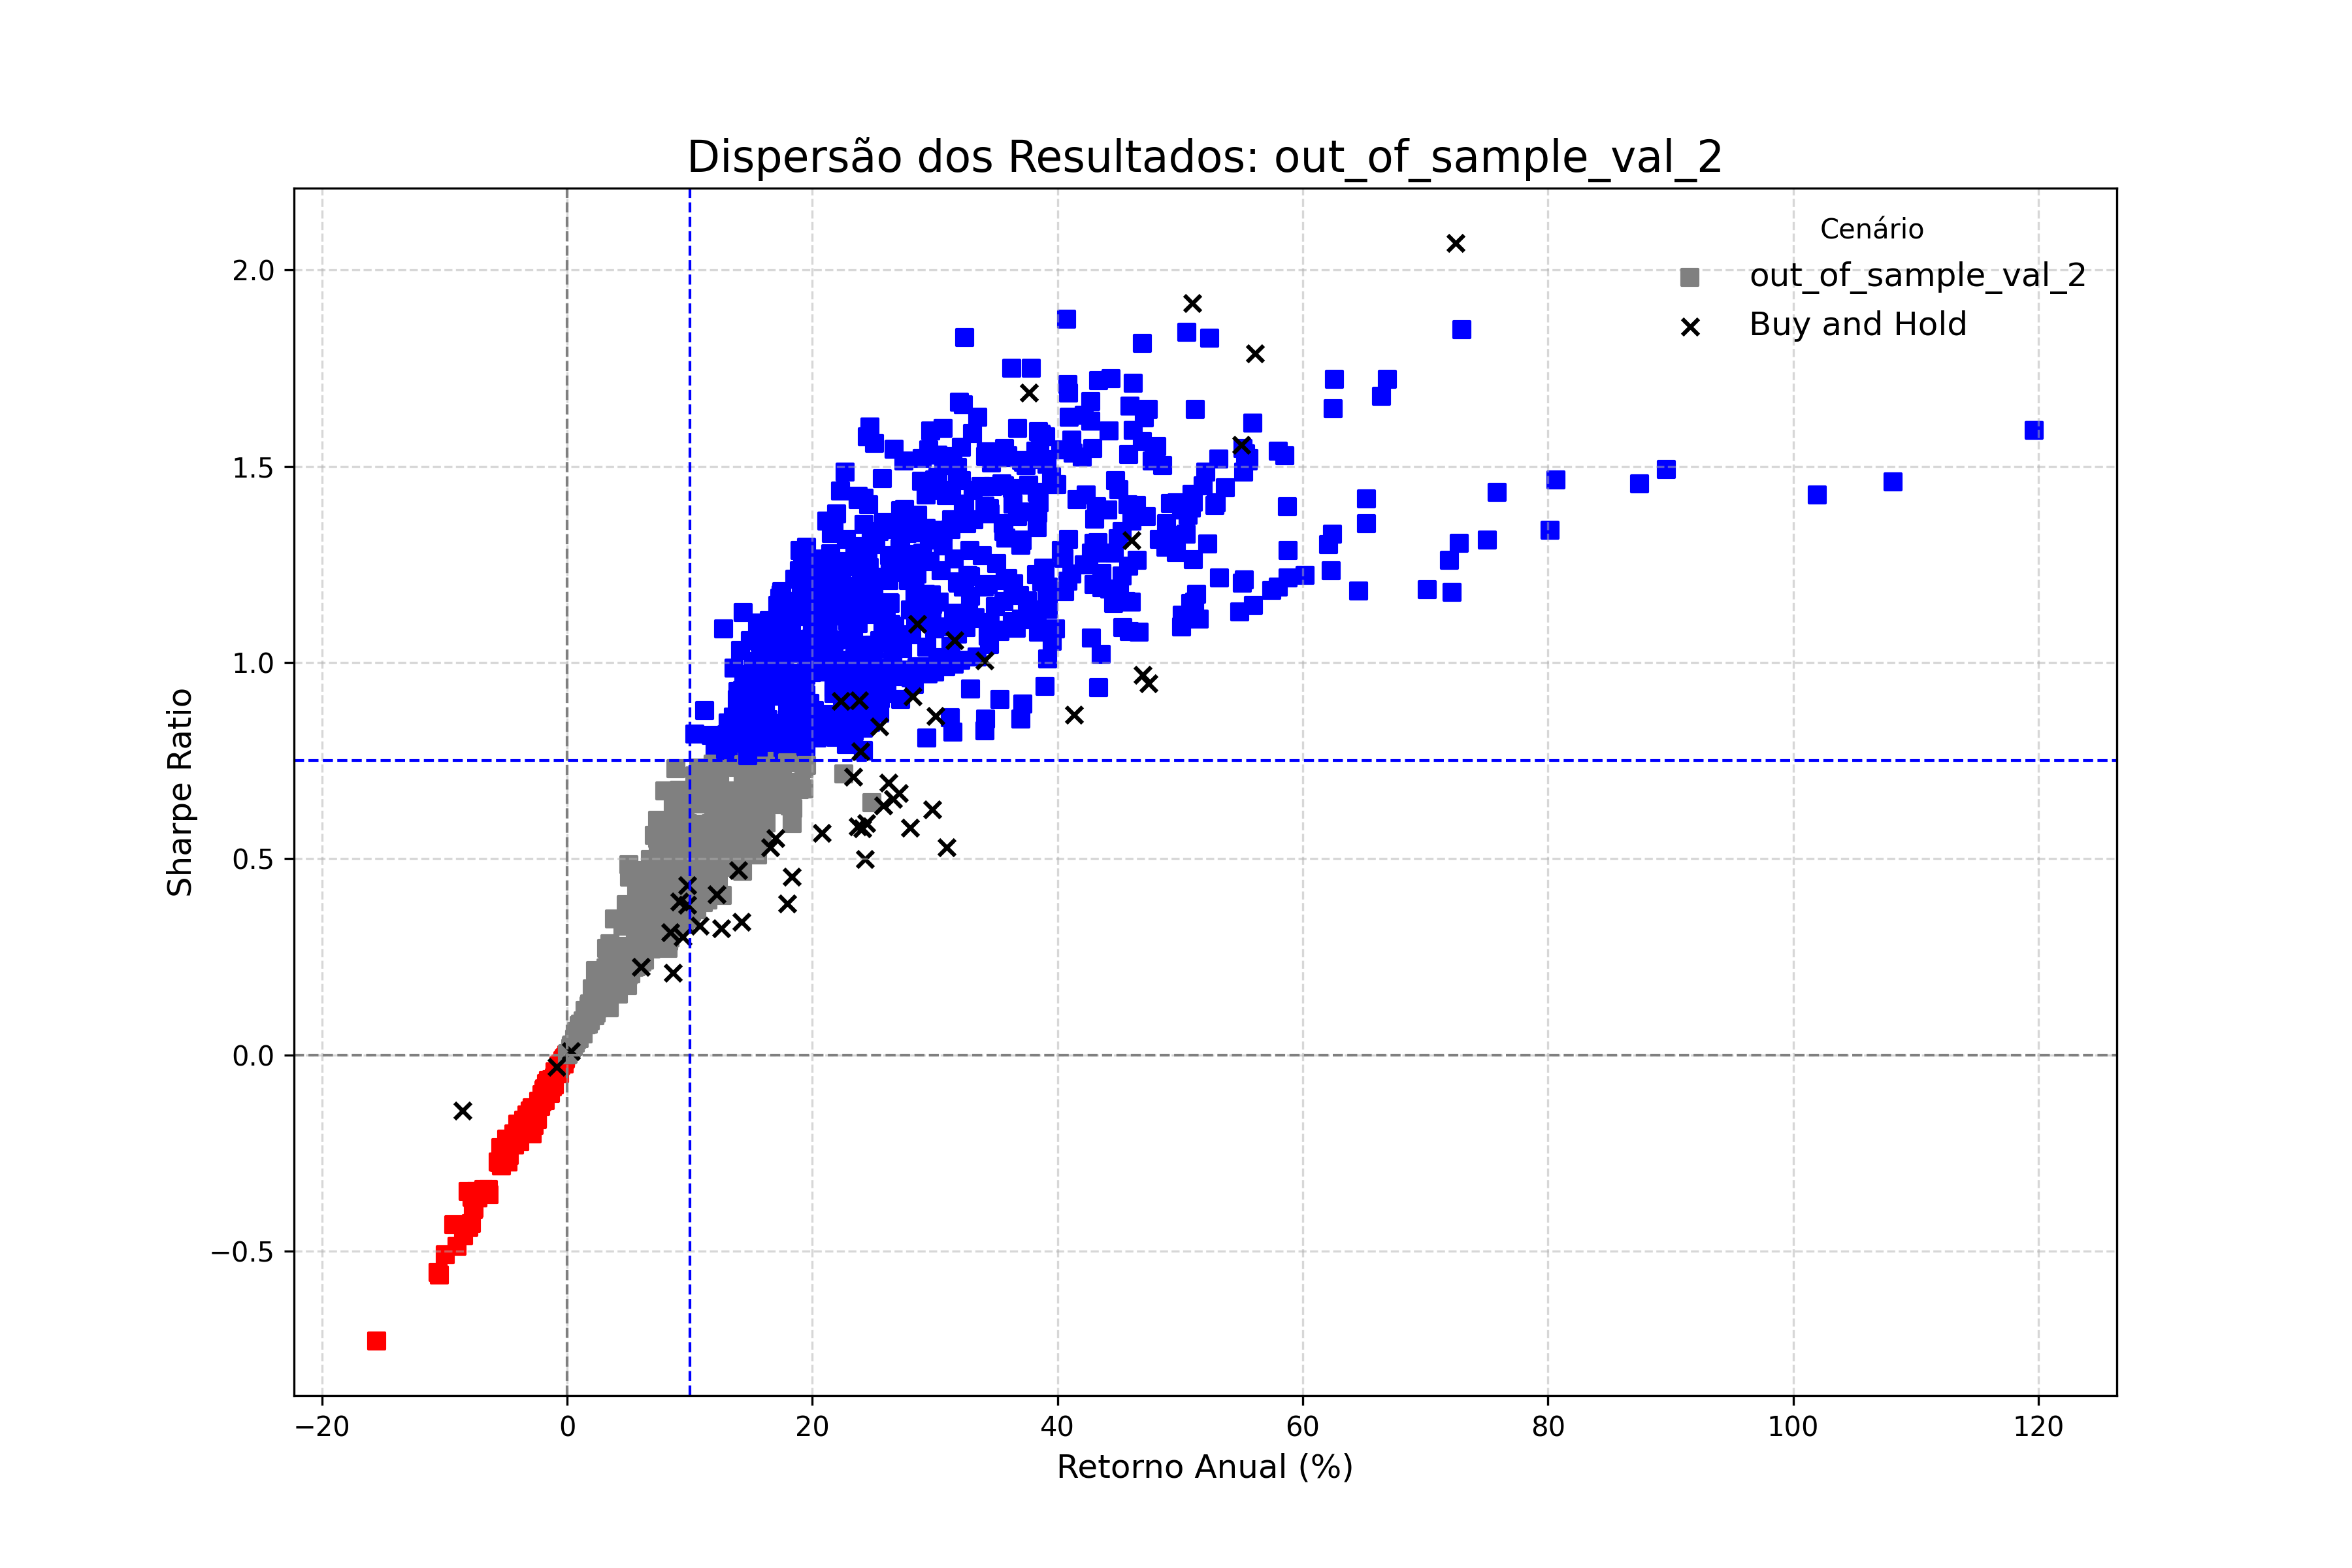 Dispersão dos Resultados: out_of_sample_val_2
Cenário
out_of_sample_val_2
Buy and Hold
Sharpe Ratio
2.0
1.5
1.0
0.5
0.0
−0.5
−20
0
20
40
60
80
100
120
Retorno Anual (%)